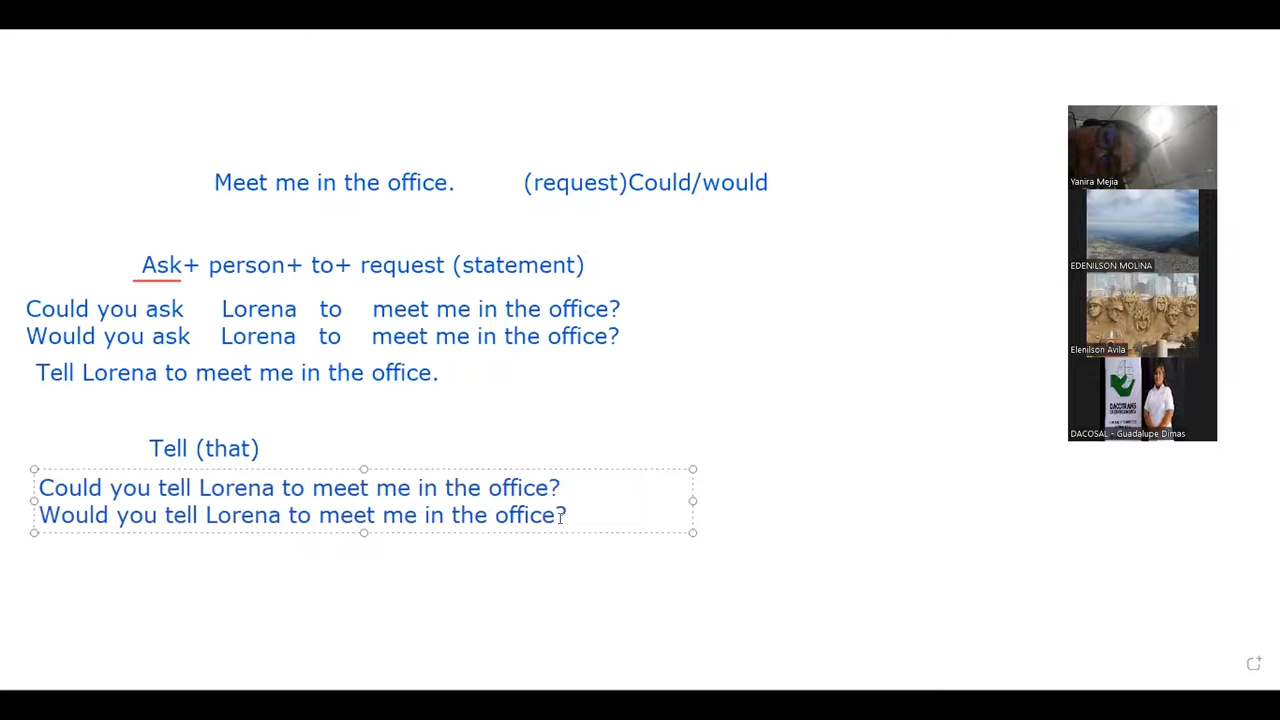 Meet me in the office. (request)Could/would
Ask+ person+ to+ request (statement)
Could you ask Lorena to meet me in the office?
Would you ask Lorena to meet me in the office?
Tell Lorena to meet me in the office.
Tell (that)
Could you tell Lorena to meet me in the office?
Would you tell Lorena to meet me in the office?
Yanira Mejia
EDENILSON MOLINA
Elenilson Avila
DACOTRANS
DACOSAL - Guadalupe Dimas